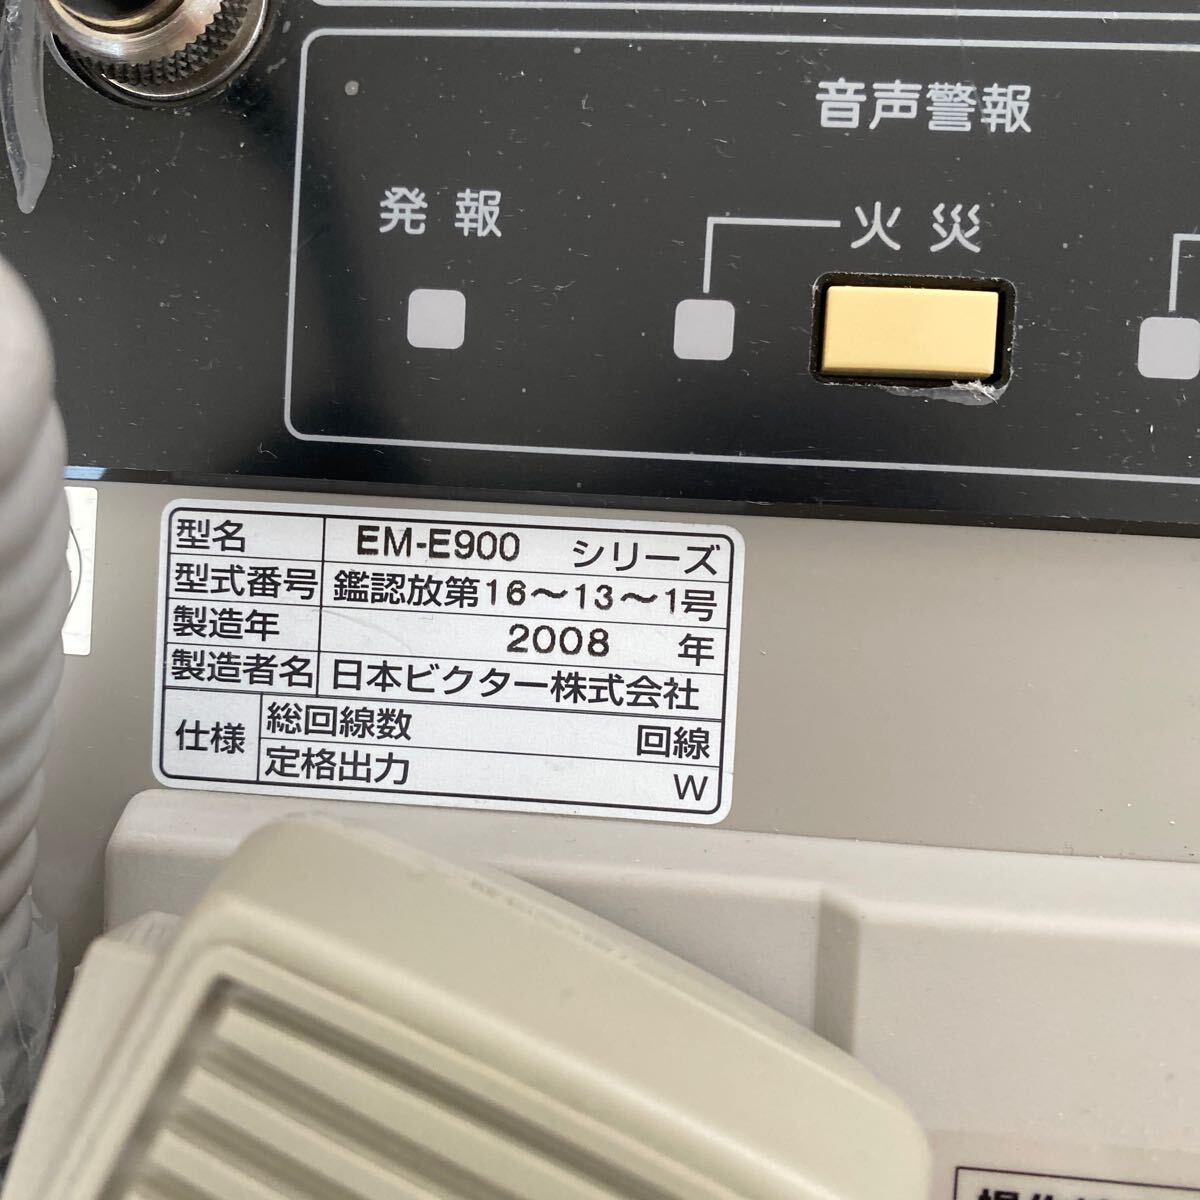 音声警報
発報
火災
型名 EM-E900 シリーズ
型式番号 鑑認放第16～13～1号
製造年 2008 年
製造者名 日本ビクター株式会社
仕様 総回線数 回線
定格出力 W